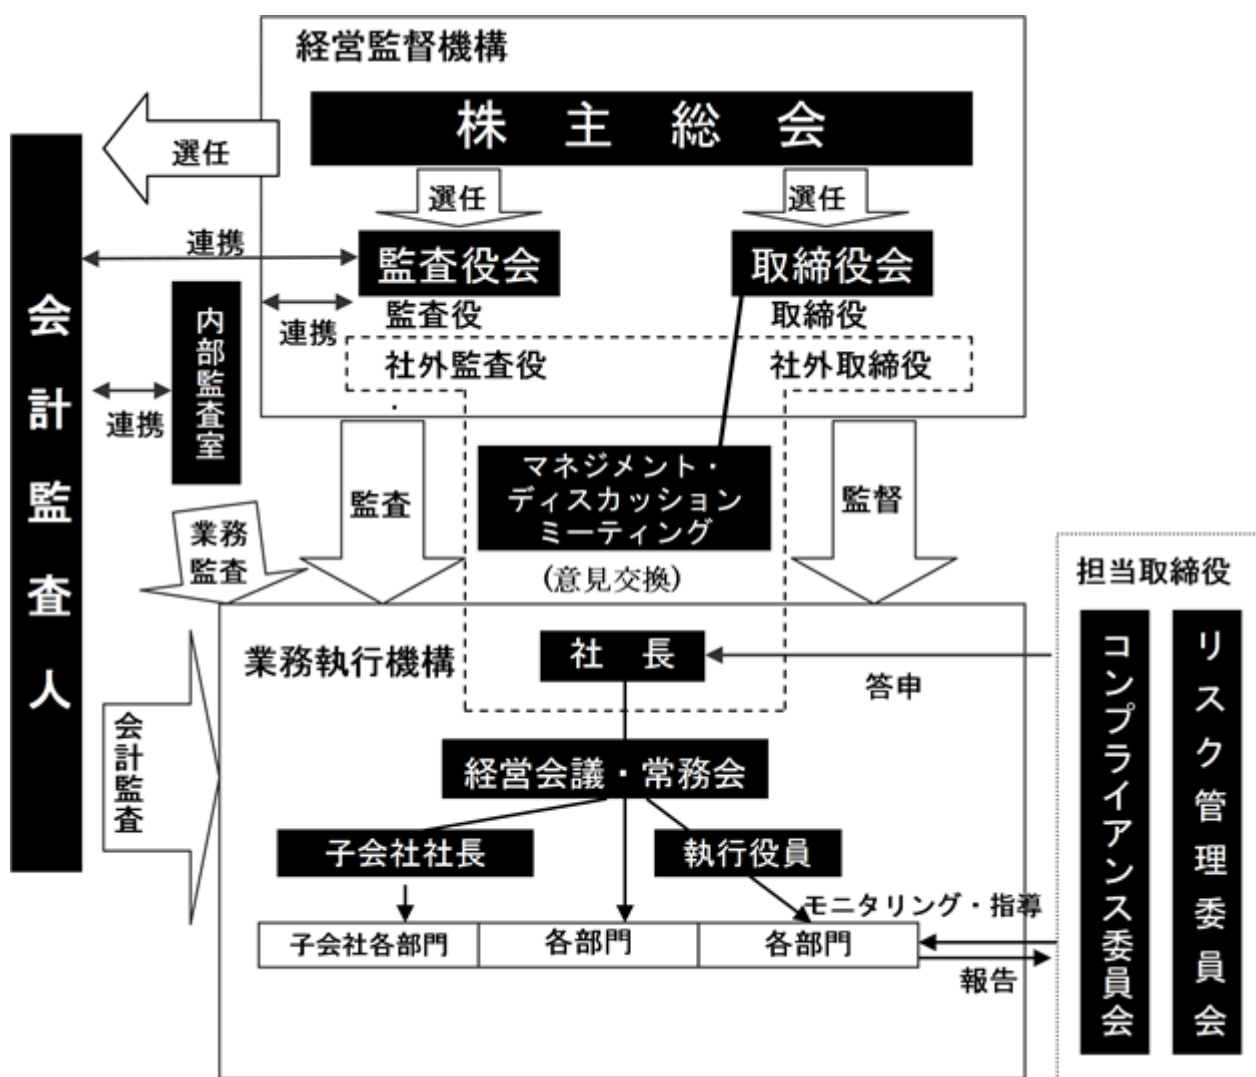 経営監督機構
株主総会
選任
選任
選任
連携
監査役会
取締役会
監査役
取締役
連携
社外監査役
社外取締役
会計監査人
内部監査室
連携
マネジメント・
ディスカッション
ミーティング
(意見交換)
監査
監督
業務
監査
担当取締役
コンプライアンス委員会
リスク管理委員会
業務執行機構
社長
答申
会計監査
経営会議・常務会
子会社社長
執行役員
モニタリング・指導
子会社各部門
各部門
各部門
報告